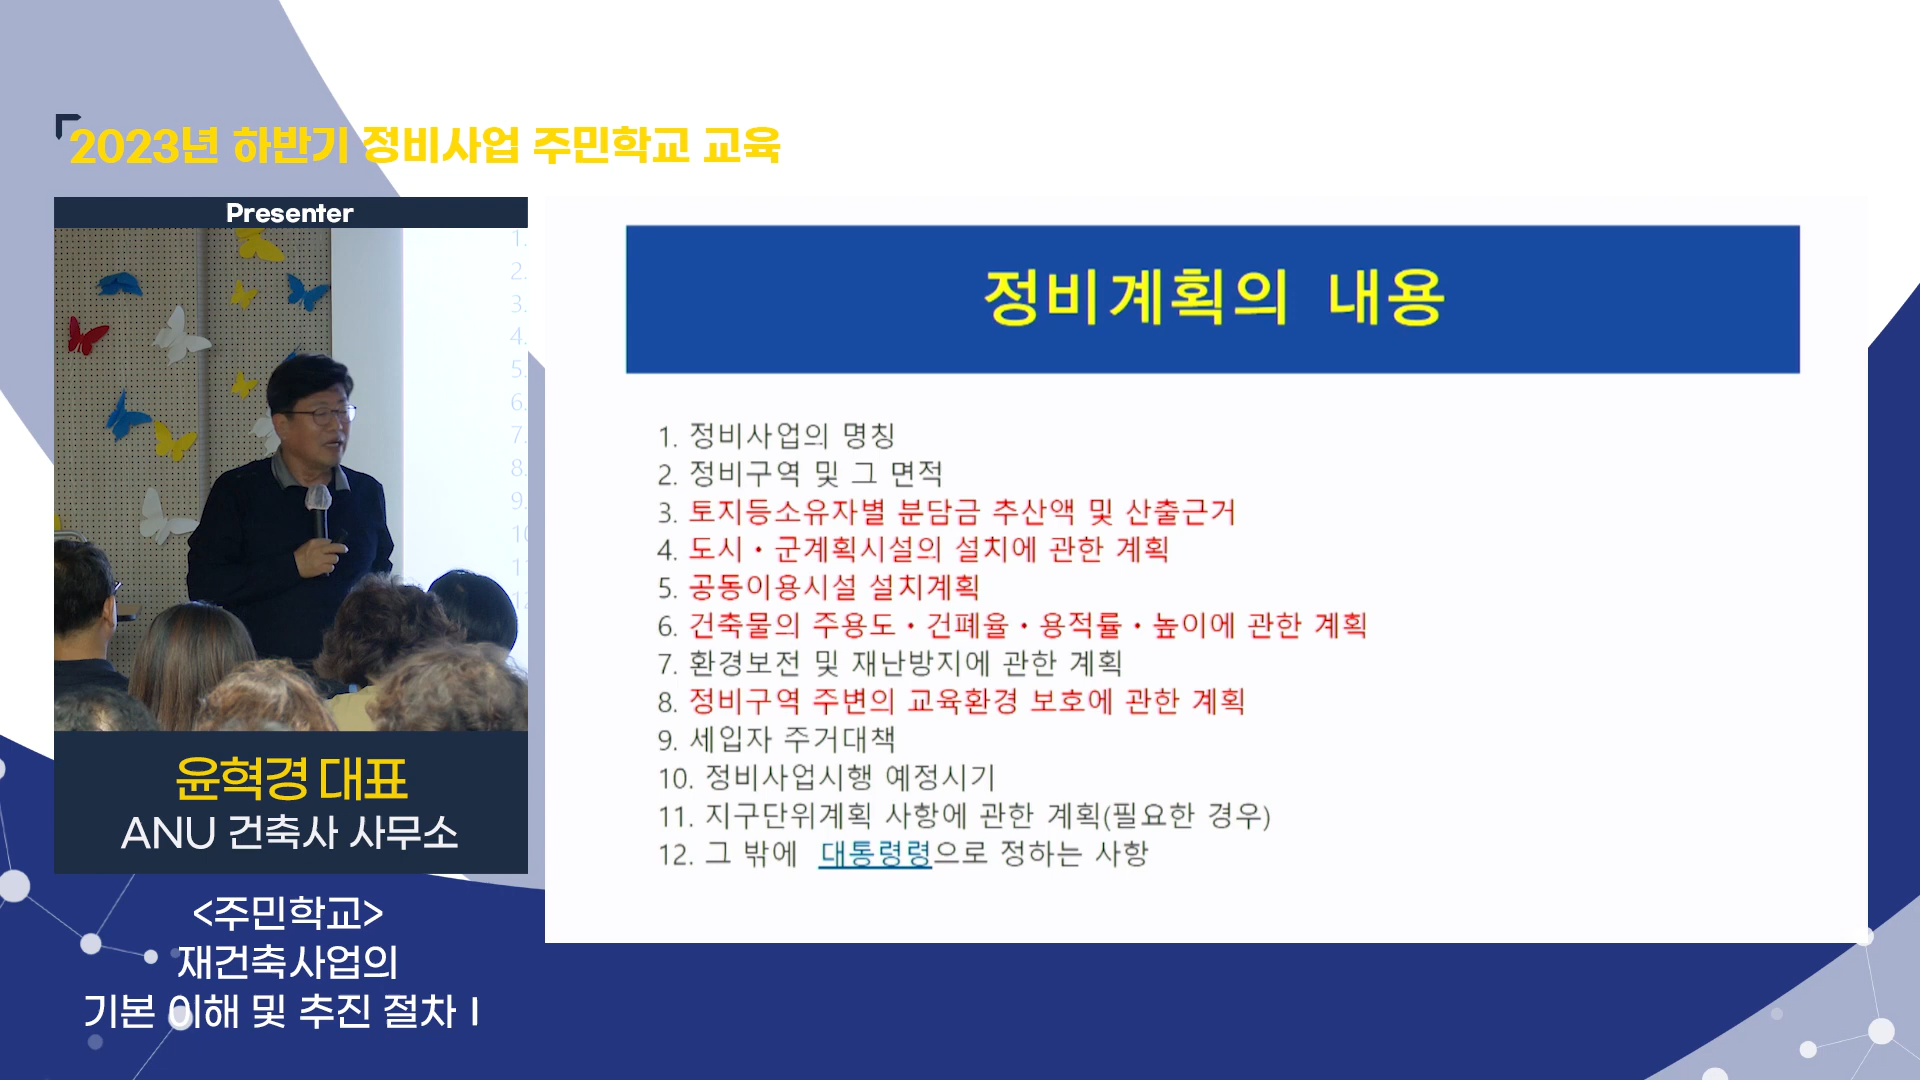 2023년 하반기 정비사업 주민학교 교육
Presenter
1.
2.
3.
4.
5.
6.
7.
8.
9.
윤혁경 대표
ANU 건축사 사무소
<주민학교>
재건축사업의
기본 이해 및 추진 절차 I
정비계획의 내용
1. 정비사업의 명칭
2. 정비구역 및 그 면적
3. 토지등소유자별 분담금 추산액 및 산출근거
4. 도시・군계획시설의 설치에 관한 계획
5. 공동이용시설 설치계획
6. 건축물의 주용도・건폐율・용적률・높이에 관한 계획
7. 환경보전 및 재난방지에 관한 계획
8. 정비구역 주변의 교육환경 보호에 관한 계획
9. 세입자 주거대책
10. 정비사업시행 예정시기
11. 지구단위계획 사항에 관한 계획(필요한 경우)
12. 그 밖에 대통령령으로 정하는 사항